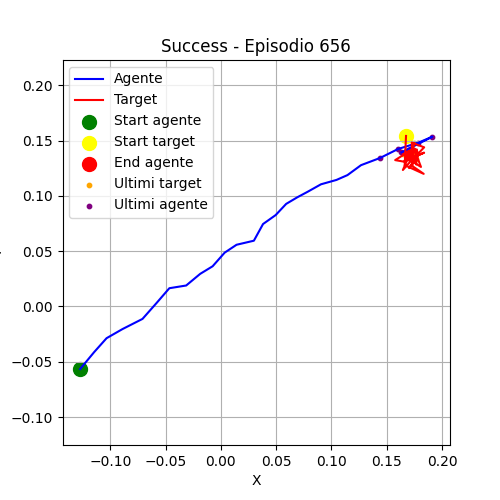 Success - Episodio 656
Agente
Target
Start agente
Start target
End agente
Ultimi target
Ultimi agente
0.20
0.15
0.10
0.05
0.00
−0.05
−0.10
−0.10
−0.05
0.00
0.05
0.10
0.15
0.20
X